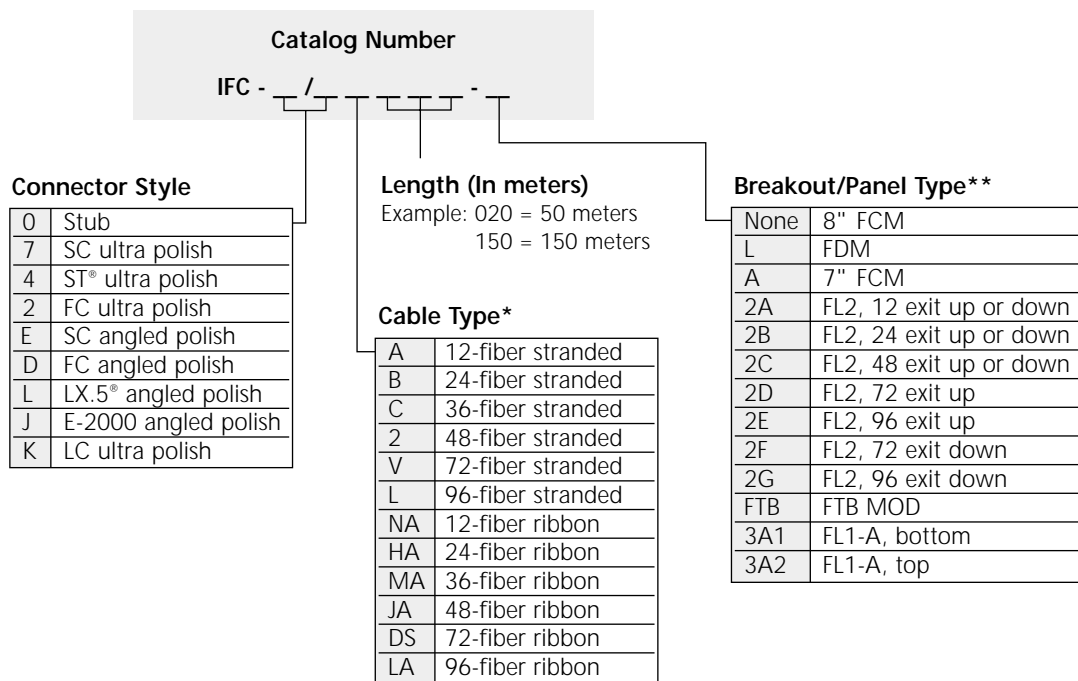 Catalog Number
IFC - __ /__ __ __ __ __ - __
Connector Style
0 Stub
7 SC ultra polish
4 ST® ultra polish
2 FC ultra polish
E SC angled polish
D FC angled polish
L LX.5® angled polish
J E-2000 angled polish
K LC ultra polish
Length (In meters)
Example: 020 = 50 meters
150 = 150 meters
Cable Type*
A 12-fiber stranded
B 24-fiber stranded
C 36-fiber stranded
2 48-fiber stranded
V 72-fiber stranded
L 96-fiber stranded
NA 12-fiber ribbon
HA 24-fiber ribbon
MA 36-fiber ribbon
JA 48-fiber ribbon
DS 72-fiber ribbon
LA 96-fiber ribbon
Breakout/Panel Type**
None 8" FCM
L FDM
A 7" FCM
2A FL2, 12 exit up or down
2B FL2, 24 exit up or down
2C FL2, 48 exit up or down
2D FL2, 72 exit up
2E FL2, 96 exit up
2F FL2, 72 exit down
2G FL2, 96 exit down
FTB FTB MOD
3A1 FL1-A, bottom
3A2 FL1-A, top